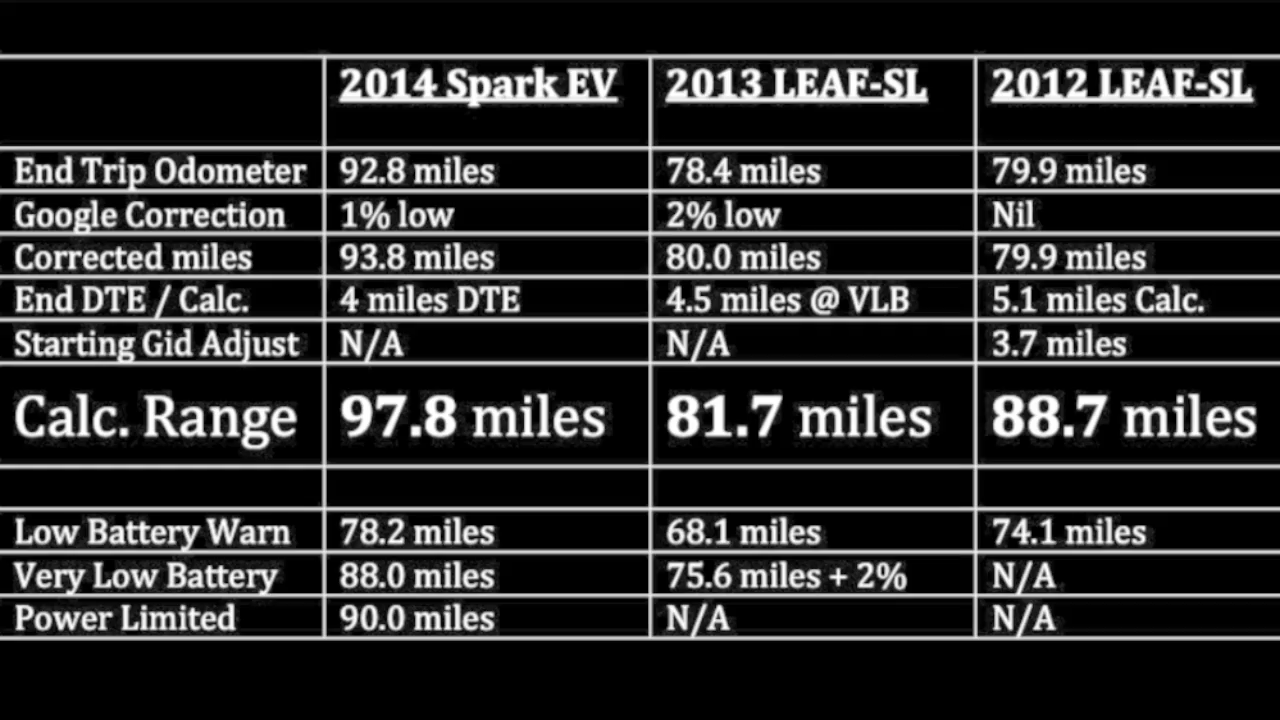 2014 Spark EV 2013 LEAF-SL 2012 LEAF-SL
End Trip Odometer 92.8 miles 78.4 miles 79.9 miles
Google Correction 1% low 2% low Nil
Corrected miles 93.8 miles 80.0 miles 79.9 miles
End DTE / Calc. 4 miles DTE 4.5 miles @ VLB 5.1 miles Calc.
Starting Gid Adjust N/A N/A 3.7 miles
Calc. Range 97.8 miles 81.7 miles 88.7 miles
Low Battery Warn 78.2 miles 68.1 miles 74.1 miles
Very Low Battery 88.0 miles 75.6 miles + 2% N/A
Power Limited 90.0 miles N/A N/A